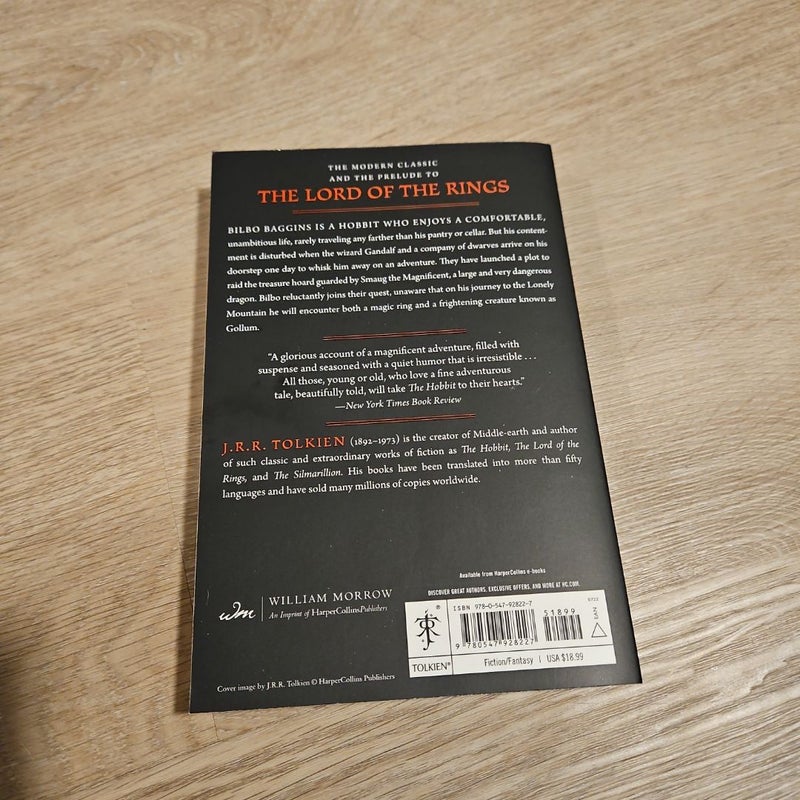 THE MODERN CLASSIC
AND THE PRELUDE TO
THE LORD OF THE RINGS
BILBO BAGGINS IS A HOBBIT WHO ENJOYS A COMFORTABLE,
unambitious life, rarely traveling any farther than his pantry or cellar. But his content-
ment is disturbed when the wizard Gandalf and a company of dwarves arrive on his
doorstep one day to whisk him away on an adventure. They have launched a plot to
raid the treasure hoard guarded by Smaug the Magnificent, a large and very dangerous
dragon. Bilbo reluctantly joins their quest, unaware that on his journey to the Lonely
Mountain he will encounter both a magic ring and a frightening creature known as
Gollum.
“A glorious account of a magnificent adventure, filled with
suspense and seasoned with a quiet humor that is irresistible . . .
All those, young or old, who love a fine adventurous
tale, beautifully told, will take The Hobbit to their hearts.”
—New York Times Book Review
J.R.R. TOLKIEN (1892–1973) is the creator of Middle-earth and author
of such classic and extraordinary works of fiction as The Hobbit, The Lord of the
Rings, and The Silmarillion. His books have been translated into more than fifty
languages and have sold many millions of copies worldwide.
Available from HarperCollins e-books
DISCOVER GREAT AUTHORS, EXCLUSIVE OFFERS, AND MORE AT HC.COM.
wm
WILLIAM MORROW
An Imprint of HarperCollinsPublishers
Cover image by J.R.R. Tolkien © HarperCollins Publishers
®
TOLKIEN®
ISBN 978-0-547-92822-7
51899
9 780547 928227
EAN
0722
Fiction/Fantasy | USA $18.99